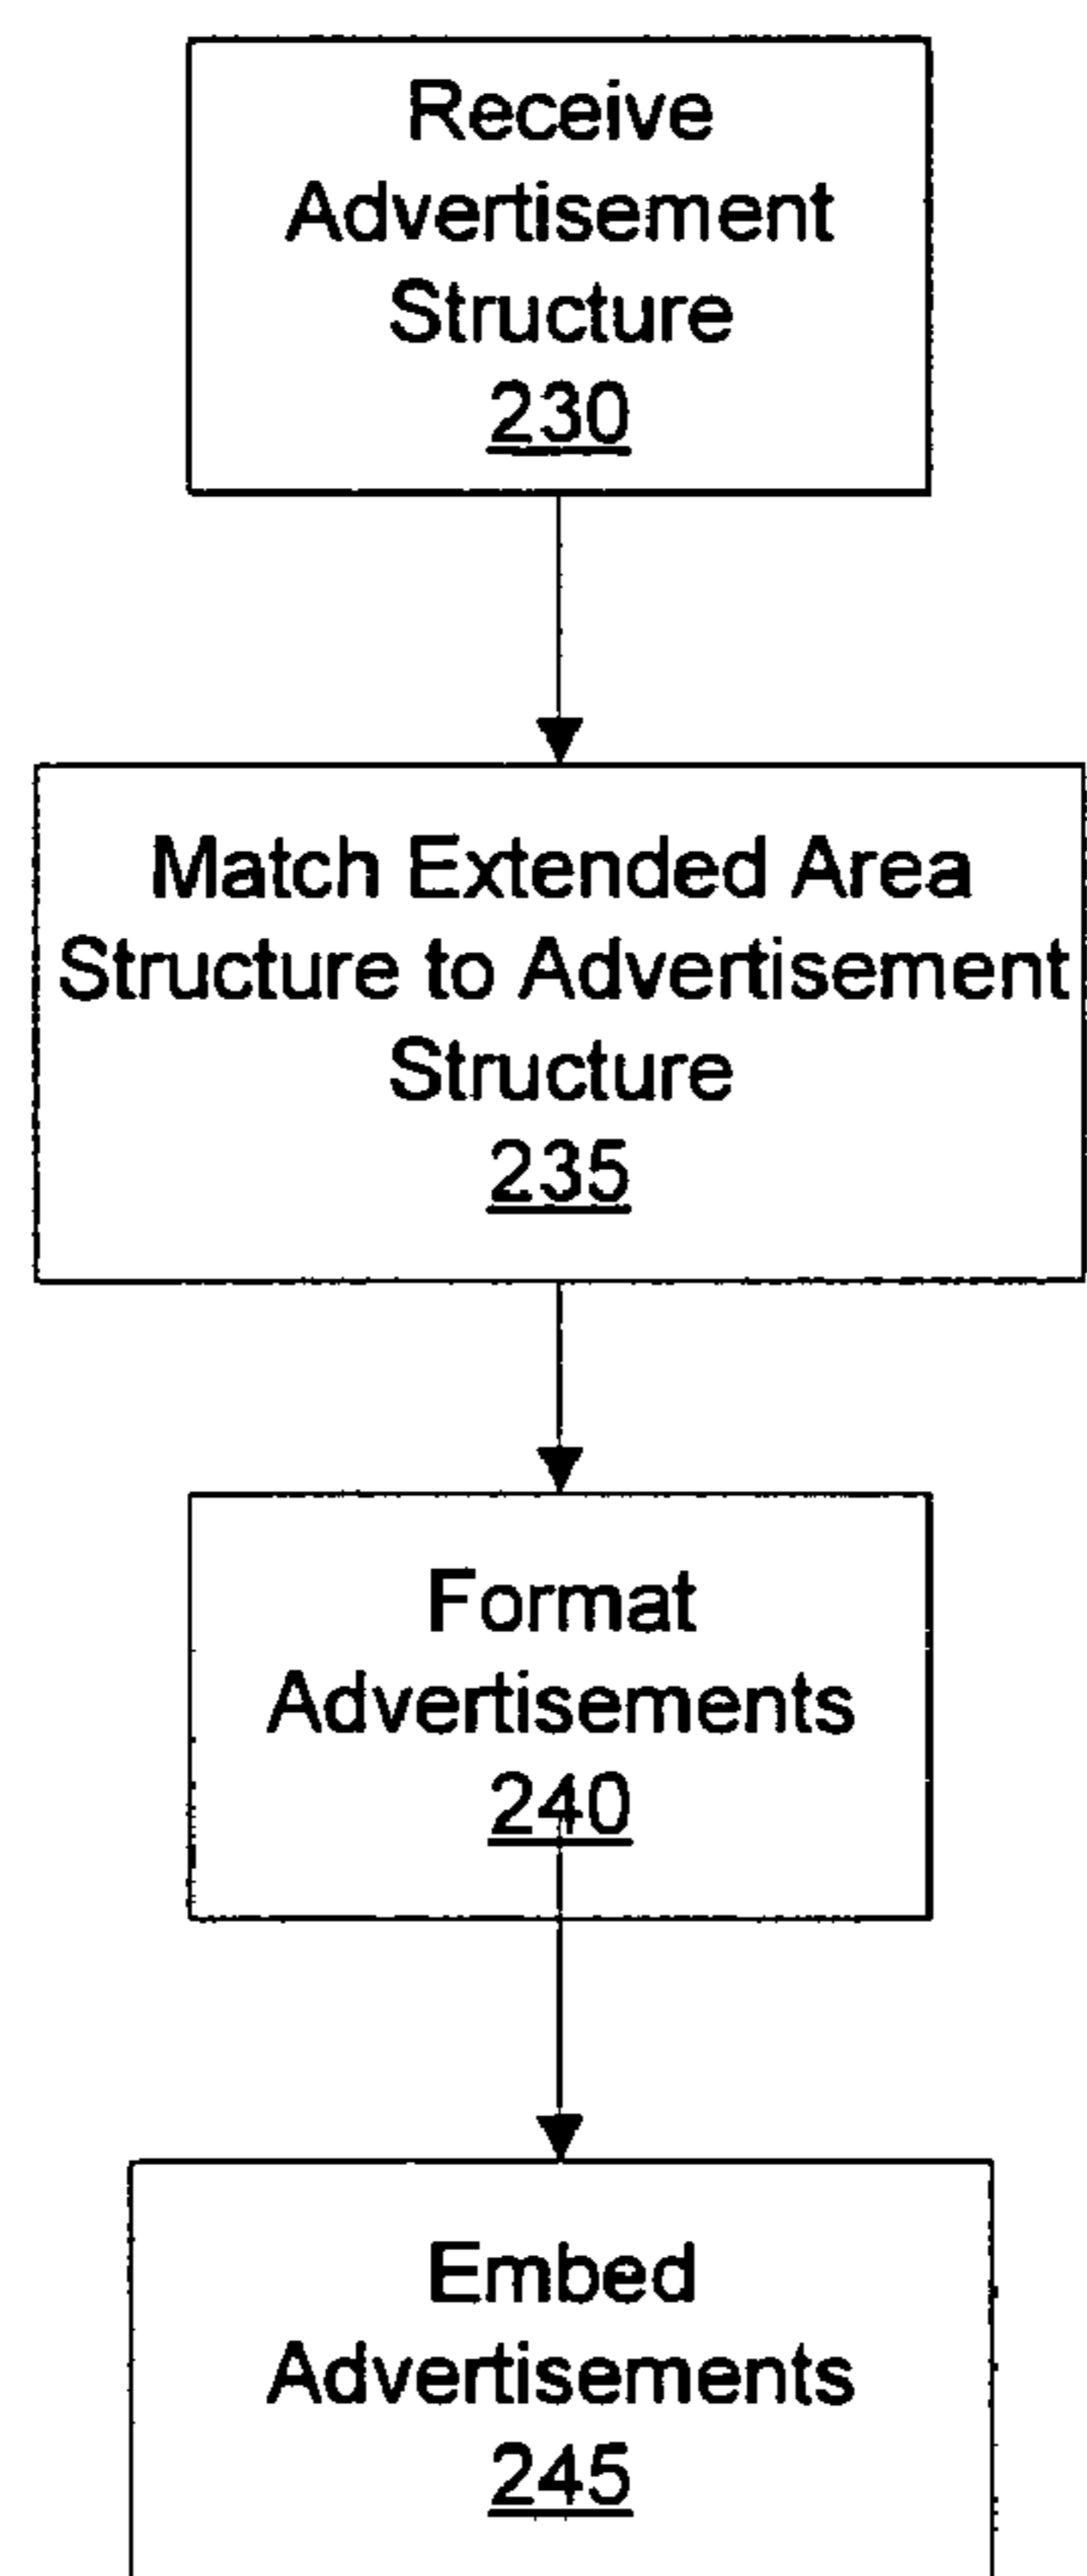 Receive
Advertisement
Structure
230
Match Extended Area
Structure to Advertisement
Structure
235
Format
Advertisements
240
Embed
Advertisements
245